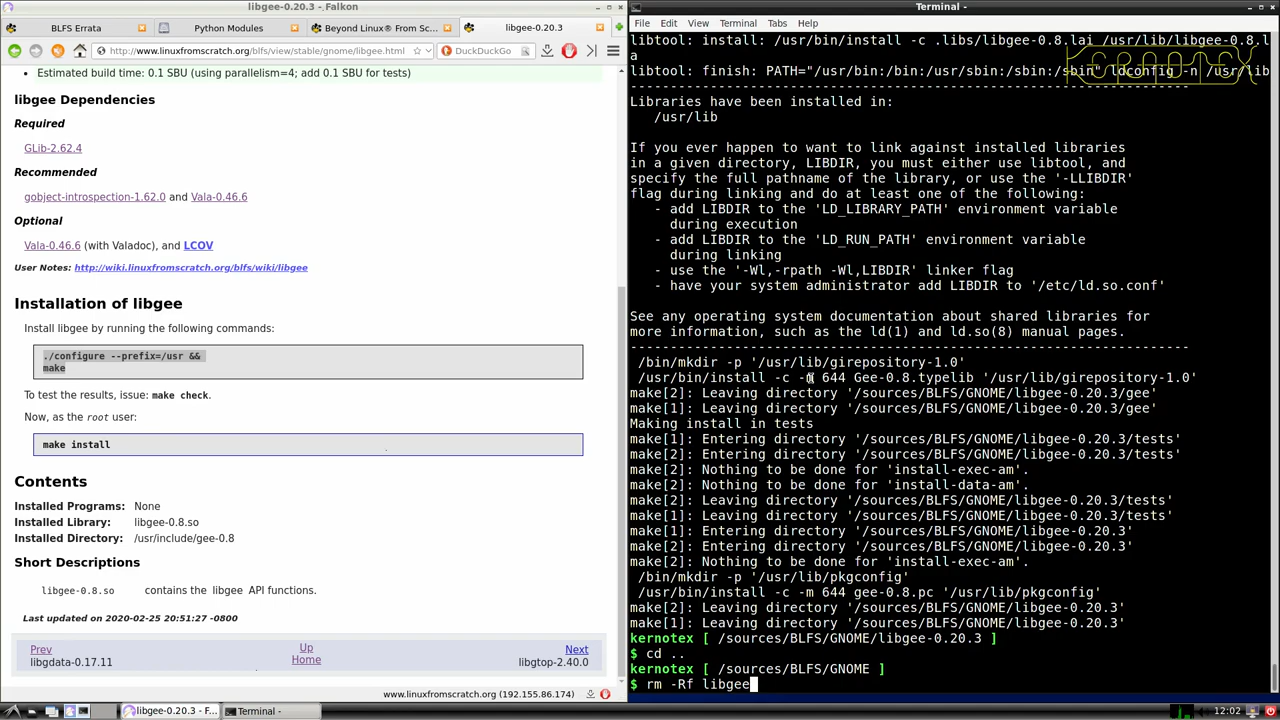 libgee-0.20.3 - Falkon
BLFS Errata
Python Modules
Beyond Linux® From Sc...
libgee-0.20.3
http://www.linuxfromscratch.org/blfs/view/stable/gnome/libgee.html
DuckDuckGo
Estimated build time: 0.1 SBU (using parallelism=4; add 0.1 SBU for tests)
libgee Dependencies
Required
GLib-2.62.4
Recommended
gobject-introspection-1.62.0 and Vala-0.46.6
Optional
Vala-0.46.6 (with Valadoc), and LCOV
User Notes: http://wiki.linuxfromscratch.org/blfs/wiki/libgee
Installation of libgee
Install libgee by running the following commands:
./configure --prefix=/usr &&
make
To test the results, issue: make check.
Now, as the root user:
make install
Contents
Installed Programs: None
Installed Library: libgee-0.8.so
Installed Directory: /usr/include/gee-0.8
Short Descriptions
libgee-0.8.so contains the libgee API functions.
Last updated on 2020-02-25 20:51:27 -0800
Prev Up Next
libgdata-0.17.11 Home libgtop-2.40.0
www.linuxfromscratch.org (192.155.86.174)
Terminal -
File Edit View Terminal Tabs Help
libtool: install: /usr/bin/install -c .libs/libgee-0.8.lai /usr/lib/libgee-0.8.l
a
libtool: finish: PATH="/usr/bin:/bin:/usr/sbin:/sbin:/sbin" ldconfig -n /usr/lib
KERNOTEX
----------------------------------------------------------------------
Libraries have been installed in:
/usr/lib
If you ever happen to want to link against installed libraries
in a given directory, LIBDIR, you must either use libtool, and
specify the full pathname of the library, or use the '-LLIBDIR'
flag during linking and do at least one of the following:
- add LIBDIR to the 'LD_LIBRARY_PATH' environment variable
during execution
- add LIBDIR to the 'LD_RUN_PATH' environment variable
during linking
- use the '-Wl,-rpath -Wl,LIBDIR' linker flag
- have your system administrator add LIBDIR to '/etc/ld.so.conf'
See any operating system documentation about shared libraries for
more information, such as the ld(1) and ld.so(8) manual pages.
----------------------------------------------------------------------
/bin/mkdir -p '/usr/lib/girepository-1.0'
/usr/bin/install -c -m 644 Gee-0.8.typelib '/usr/lib/girepository-1.0'
make[2]: Leaving directory '/sources/BLFS/GNOME/libgee-0.20.3/gee'
make[1]: Leaving directory '/sources/BLFS/GNOME/libgee-0.20.3/gee'
Making install in tests
make[1]: Entering directory '/sources/BLFS/GNOME/libgee-0.20.3/tests'
make[2]: Entering directory '/sources/BLFS/GNOME/libgee-0.20.3/tests'
make[2]: Nothing to be done for 'install-exec-am'.
make[2]: Nothing to be done for 'install-data-am'.
make[2]: Leaving directory '/sources/BLFS/GNOME/libgee-0.20.3/tests'
make[1]: Leaving directory '/sources/BLFS/GNOME/libgee-0.20.3/tests'
make[1]: Entering directory '/sources/BLFS/GNOME/libgee-0.20.3'
make[2]: Entering directory '/sources/BLFS/GNOME/libgee-0.20.3'
make[2]: Nothing to be done for 'install-exec-am'.
/bin/mkdir -p '/usr/lib/pkgconfig'
/usr/bin/install -c -m 644 gee-0.8.pc '/usr/lib/pkgconfig'
make[2]: Leaving directory '/sources/BLFS/GNOME/libgee-0.20.3'
make[1]: Leaving directory '/sources/BLFS/GNOME/libgee-0.20.3'
kernotex [ /sources/BLFS/GNOME/libgee-0.20.3 ]
$ cd ..
kernotex [ /sources/BLFS/GNOME ]
$ rm -Rf libgee
libgee-0.20.3 - F...
Terminal -
12:02